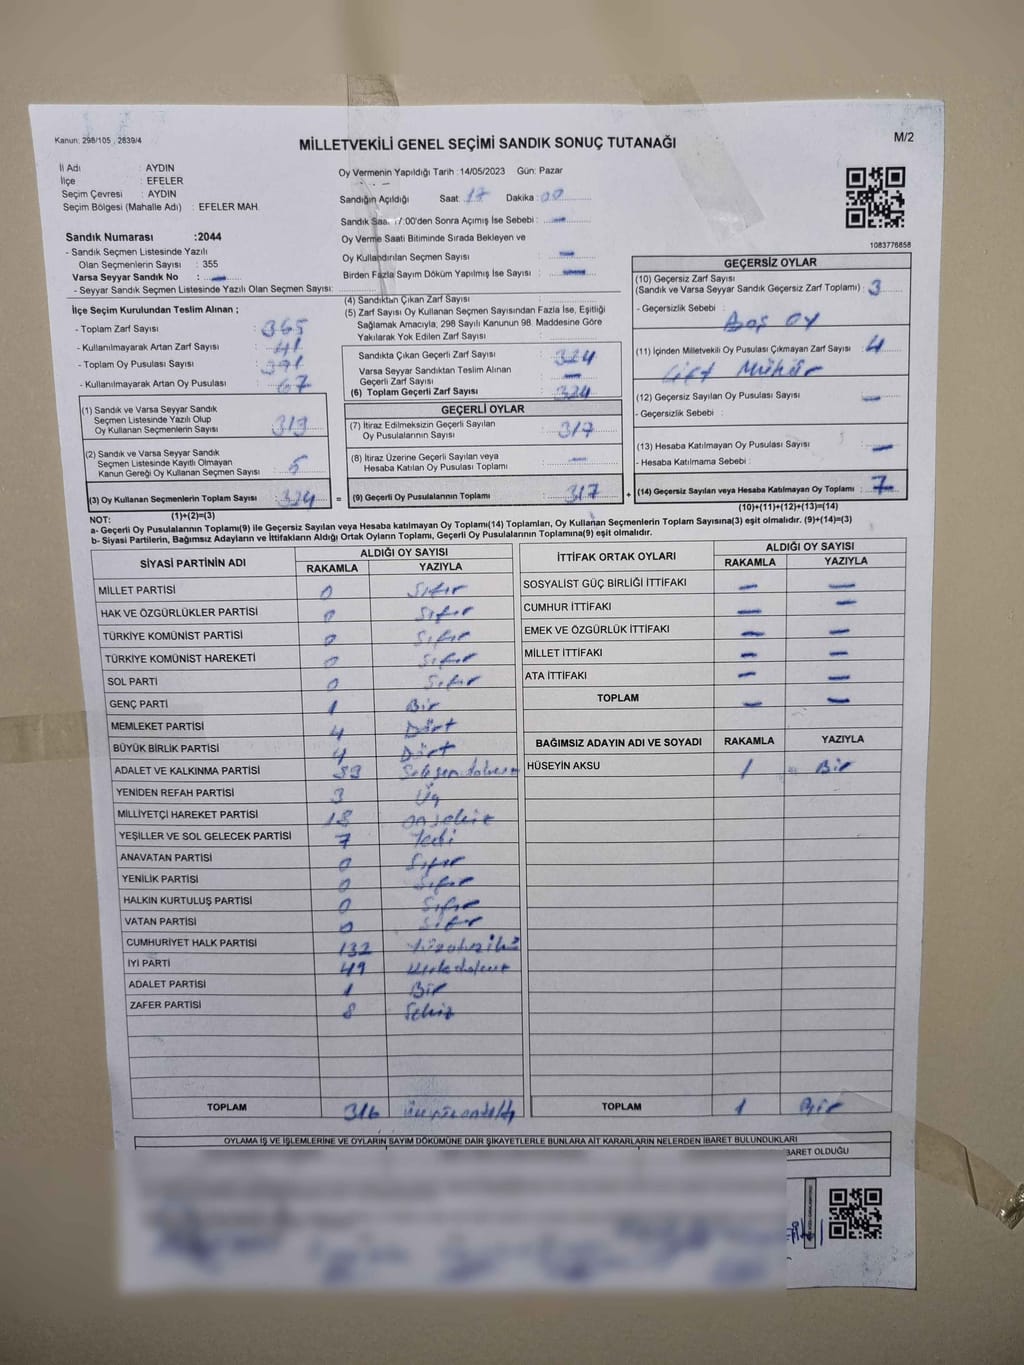 Kanun: 298/105 , 2839/4
MİLLETVEKİLİ GENEL SEÇİMİ SANDIK SONUÇ TUTANAĞI
M/2
İl Adı : AYDIN
İlçe : EFELER
Seçim Çevresi : AYDIN
Seçim Bölgesi (Mahalle Adı) : EFELER MAH.
Oy Vermenin Yapıldığı Tarih :14/05/2023 Gün: Pazar
Sandığın Açıldığı Saat : 17 Dakika : 00
Sandık Saat 17:00'den Sonra Açımış İse Sebebi : —
Oy Verme Saati Bitiminde Sırada Bekleyen ve
Oy Kullandırılan Seçmen Sayısı : —
Birden Fazla Sayım Döküm Yapılmış İse Sayısı : —
Sandık Numarası :2044
- Sandık Seçmen Listesinde Yazılı
Olan Seçmenlerin Sayısı : 355
Varsa Seyyar Sandık No : —
- Seyyar Sandık Seçmen Listesinde Yazılı Olan Seçmen Sayısı:
1083776858
İlçe Seçim Kurulundan Teslim Alınan ;
- Toplam Zarf Sayısı : 365
- Kullanılmayarak Artan Zarf Sayısı : 41
- Toplam Oy Pusulası Sayısı : 391
- Kullanılmayarak Artan Oy Pusulası : 67
(1) Sandık ve Varsa Seyyar Sandık
Seçmen Listesinde Yazılı Olup
Oy Kullanan Seçmenlerin Sayısı : 319
(2) Sandık ve Varsa Seyyar Sandık
Seçmen Listesinde Kayıtlı Olmayan
Kanun Gereği Oy Kullanan Seçmen Sayısı : 5
(3) Oy Kullanan Seçmenlerin Toplam Sayısı : 324 =
(1)+(2)=(3)
(4) Sandıktan Çıkan Zarf Sayısı :
(5) Zarf Sayısı Oy Kullanan Seçmen Sayısından Fazla İse, Eşitliği
Sağlamak Amacıyla, 298 Sayılı Kanunun 98. Maddesine Göre
Yakılarak Yok Edilen Zarf Sayısı :
Sandıkta Çıkan Geçerli Zarf Sayısı : 324
Varsa Seyyar Sandıktan Teslim Alınan
Geçerli Zarf Sayısı : —
(6) Toplam Geçerli Zarf Sayısı : 324
GEÇERLİ OYLAR
(7) İtiraz Edilmeksizin Geçerli Sayılan
Oy Pusulalarının Sayısı : 317
(8) İtiraz Üzerine Geçerli Sayılan veya
Hesaba Katılan Oy Pusulası Toplamı : —
(9) Geçerli Oy Pusulalarının Toplamı : 317 +
GEÇERSİZ OYLAR
(10) Geçersiz Zarf Sayısı
(Sandık ve Varsa Seyyar Sandık Geçersiz Zarf Toplamı) : 3
- Geçersizlik Sebebi :
Boş oy
(11) İçinden Milletvekili Oy Pusulası Çıkmayan Zarf Sayısı : 4
Çift Mühür
(12) Geçersiz Sayılan Oy Pusulası Sayısı : —
- Geçersizlik Sebebi :
(13) Hesaba Katılmayan Oy Pusulası Sayısı : —
- Hesaba Katılmama Sebebi :
(14) Geçersiz Sayılan veya Hesaba Katılmayan Oy Toplamı : 7
(10)+(11)+(12)+(13)=(14)
NOT:
a- Geçerli Oy Pusulalarının Toplamı(9) ile Geçersiz Sayılan veya Hesaba katılmayan Oy Toplamı(14) Toplamları, Oy Kullanan Seçmenlerin Toplam Sayısına(3) eşit olmalıdır. (9)+(14)=(3)
b- Siyasi Partilerin, Bağımsız Adayların ve İttifakların Aldığı Ortak Oyların Toplamı, Geçerli Oy Pusulalarının Toplamına(9) eşit olmalıdır.
SİYASİ PARTİNİN ADI ALDIĞI OY SAYISI
RAKAMLA YAZIYLA
MİLLET PARTİSİ 0 Sıfır
HAK VE ÖZGÜRLÜKLER PARTİSİ 0 Sıfır
TÜRKİYE KOMÜNİST PARTİSİ 0 Sıfır
TÜRKİYE KOMÜNİST HAREKETİ 0 Sıfır
SOL PARTİ 0 Sıfır
GENÇ PARTİ 1 Bir
MEMLEKET PARTİSİ 4 Dört
BÜYÜK BİRLİK PARTİSİ 4 Dört
ADALET VE KALKINMA PARTİSİ 89 Seksen dokuz
YENİDEN REFAH PARTİSİ 3 Üç
MİLLİYETÇİ HAREKET PARTİSİ 18 onsekiz
YEŞİLLER VE SOL GELECEK PARTİSİ 7 Yedi
ANAVATAN PARTİSİ 0 Sıfır
YENİLİK PARTİSİ 0 Sıfır
HALKIN KURTULUŞ PARTİSİ 0 Sıfır
VATAN PARTİSİ 0 Sıfır
CUMHURİYET HALK PARTİSİ 132 Yüzotuziki
İYİ PARTİ 49 Kırkdokuz
ADALET PARTİSİ 1 Bir
ZAFER PARTİSİ 8 Sekiz
TOPLAM 316 Üçyüzonaltı
İTTİFAK ORTAK OYLARI ALDIĞI OY SAYISI
RAKAMLA YAZIYLA
SOSYALİST GÜÇ BİRLİĞİ İTTİFAKI — —
CUMHUR İTTİFAKI — —
EMEK VE ÖZGÜRLÜK İTTİFAKI — —
MİLLET İTTİFAKI — —
ATA İTTİFAKI — —
TOPLAM — —
BAĞIMSIZ ADAYIN ADI VE SOYADI RAKAMLA YAZIYLA
HÜSEYİN AKSU 1 Bir
TOPLAM 1 Bir
OYLAMA İŞ VE İŞLEMLERİNE VE OYLARIN SAYIM DÖKÜMÜNE DAİR ŞİKAYETLERLE BUNLARA AİT KARARLARIN NELERDEN İBARET BULUNDUKLARI
BARET OLDUĞU